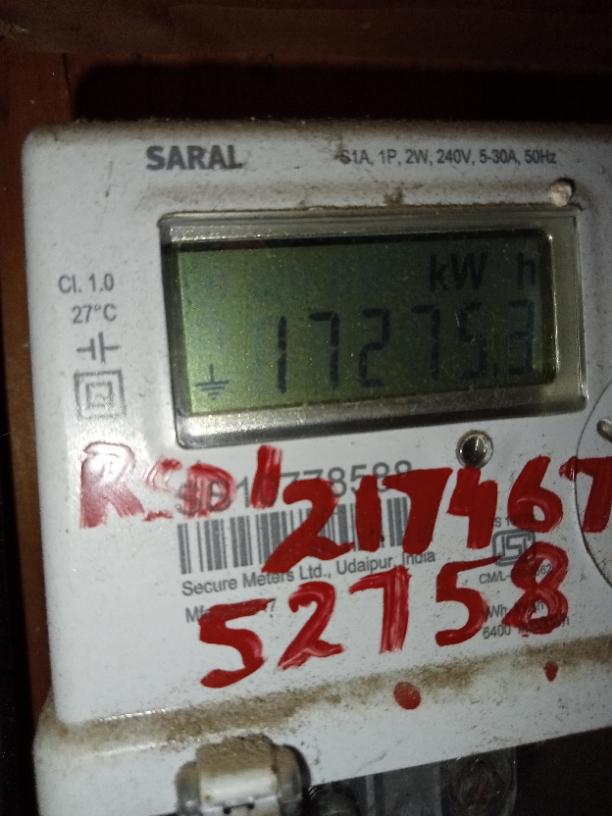 SARAL
S1A, 1P, 2W, 240V, 5-30A, 50Hz
Cl. 1.0
27°C
kW h
17275.3
217467
Secure Meters Ltd., Udaipur, India
52758
6400